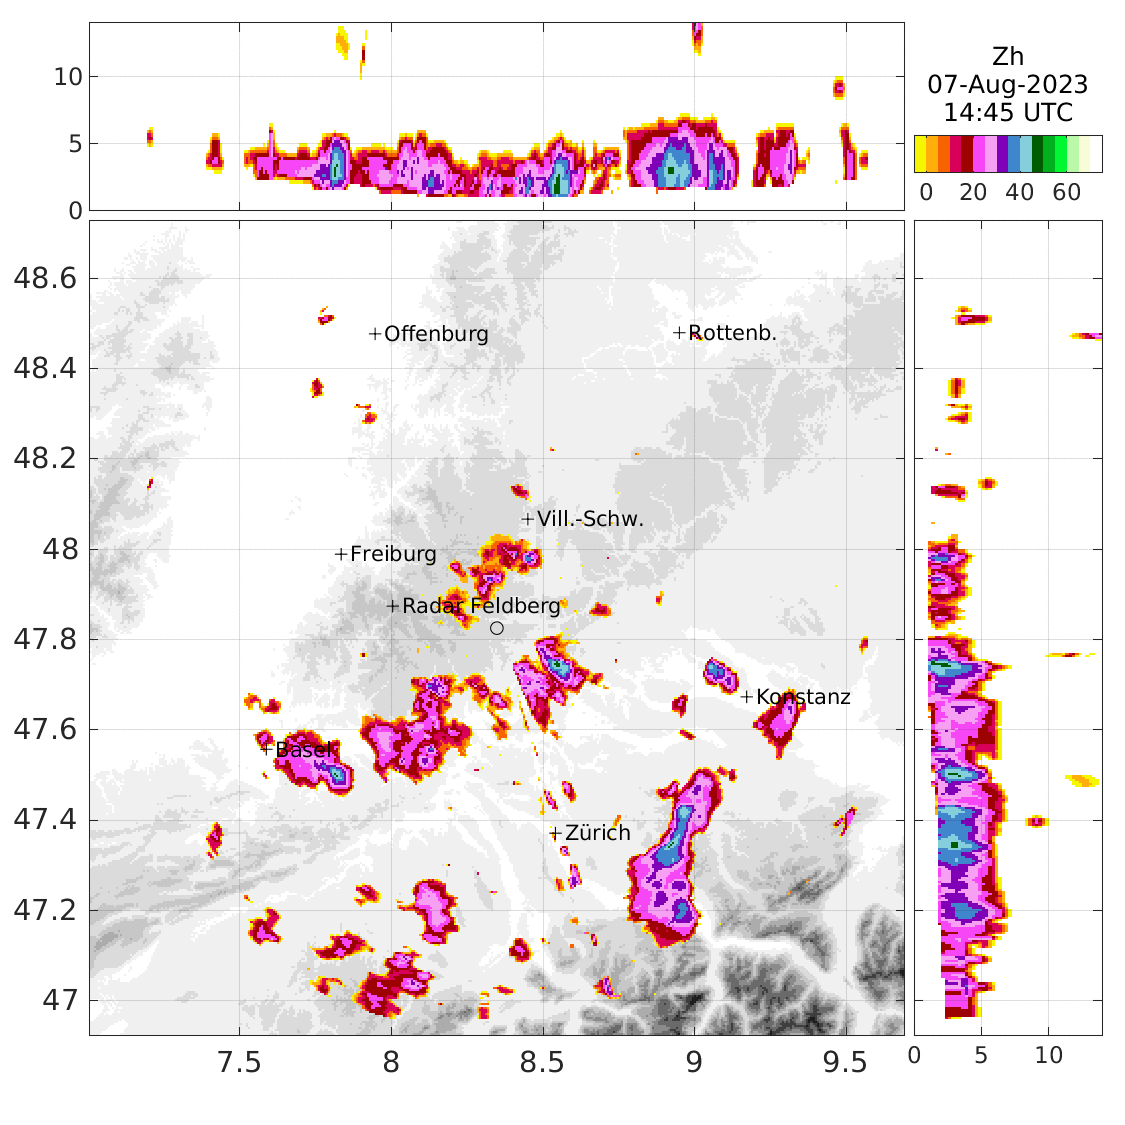 10
5
0
Zh
07-Aug-2023
14:45 UTC
0 20 40 60
48.6
48.4
48.2
48
47.8
47.6
47.4
47.2
47
Offenburg
Rottenb.
Vill.-Schw.
Freiburg
Radar Feldberg
Konstanz
Basel
Zürich
7.5 8 8.5 9 9.5
0 5 10